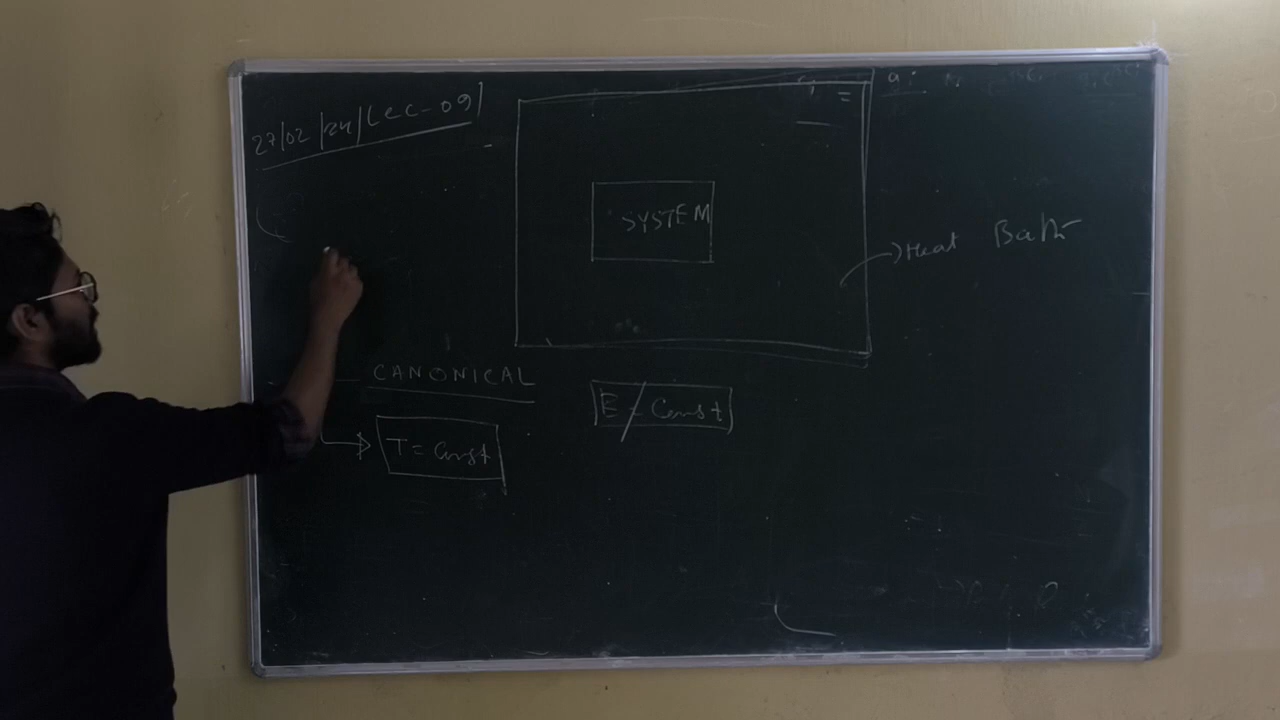 27/02/24/Lec-09]
SYSTEM
→Heat Bath
CANONICAL
T = Const
E ≠ Const